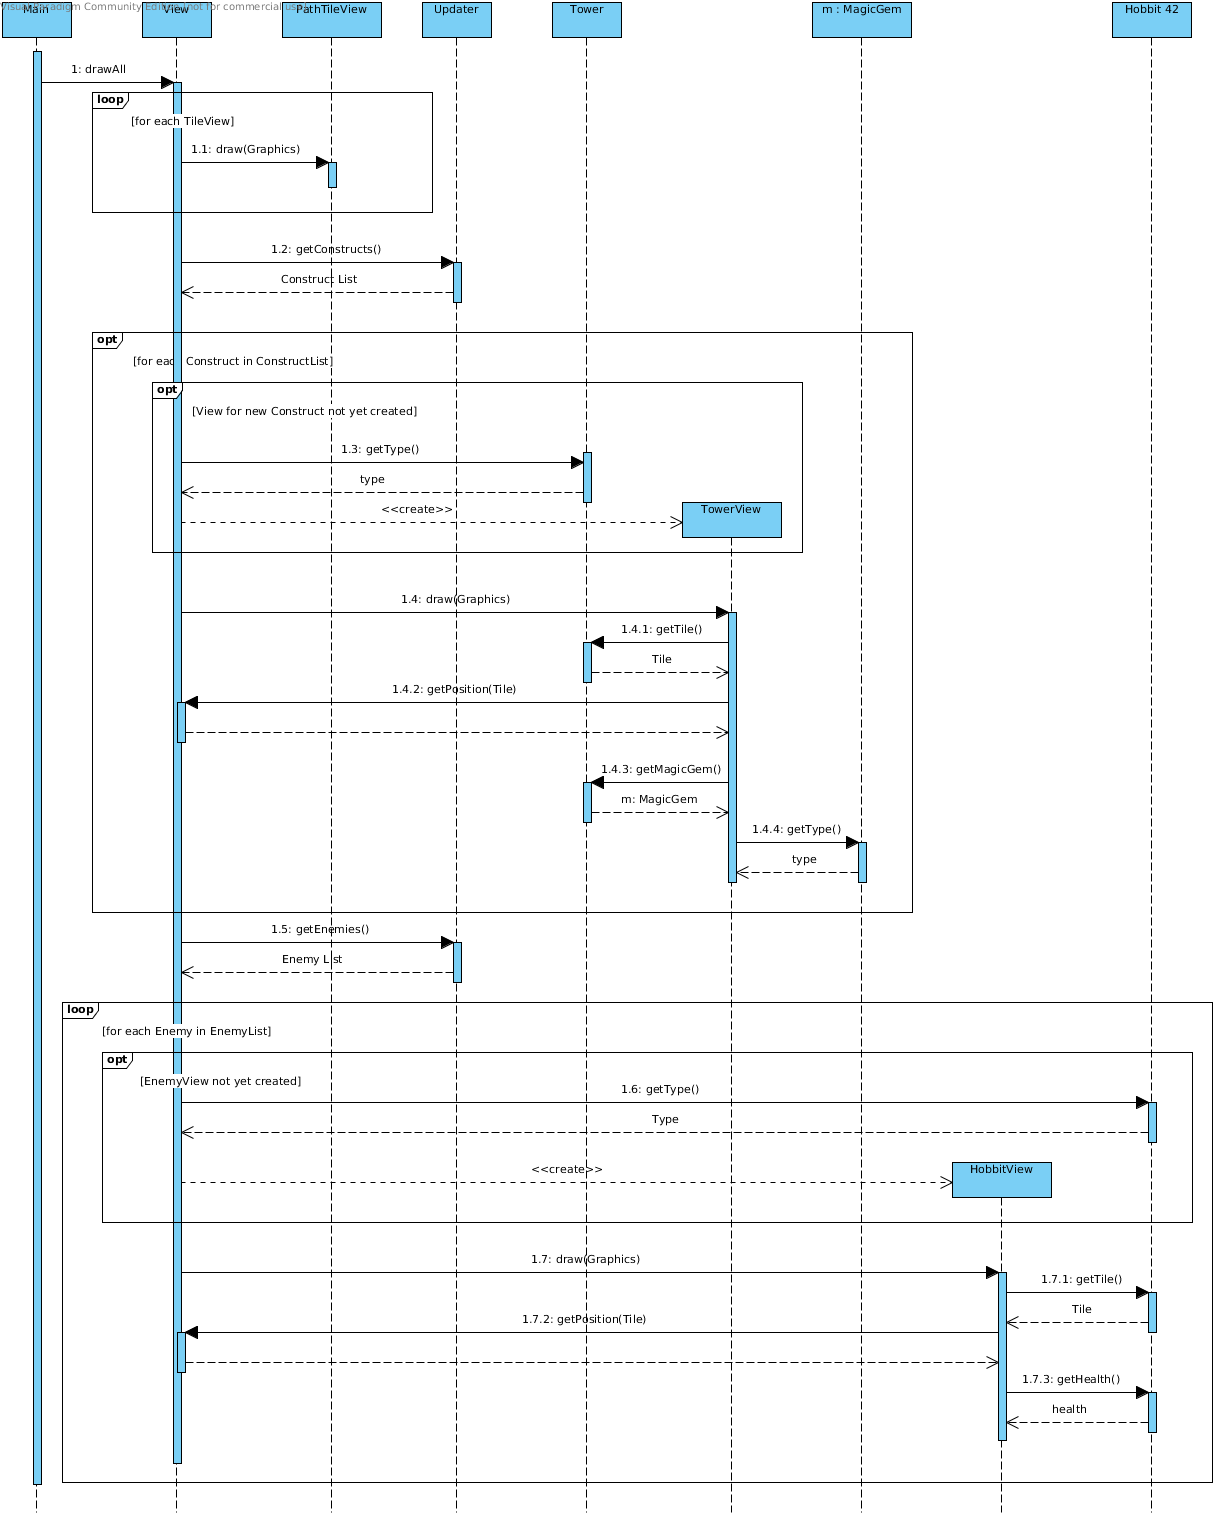 Visual Paradigm Community Edition [not for commercial use]
Main
View
PathTileView
Updater
Tower
m : MagicGem
Hobbit 42
1: drawAll
loop
[for each TileView]
1.1: draw(Graphics)
1.2: getConstructs()
Construct List
opt
[for each Construct in ConstructList]
opt
[View for new Construct not yet created]
1.3: getType()
type
<<create>>
TowerView
1.4: draw(Graphics)
1.4.1: getTile()
Tile
1.4.2: getPosition(Tile)
1.4.3: getMagicGem()
m: MagicGem
1.4.4: getType()
type
1.5: getEnemies()
Enemy List
loop
[for each Enemy in EnemyList]
opt
[EnemyView not yet created]
1.6: getType()
Type
<<create>>
HobbitView
1.7: draw(Graphics)
1.7.1: getTile()
Tile
1.7.2: getPosition(Tile)
1.7.3: getHealth()
health